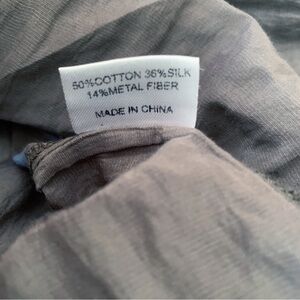 50%COTTON 36%SILK
14%METAL FIBER
MADE IN CHINA